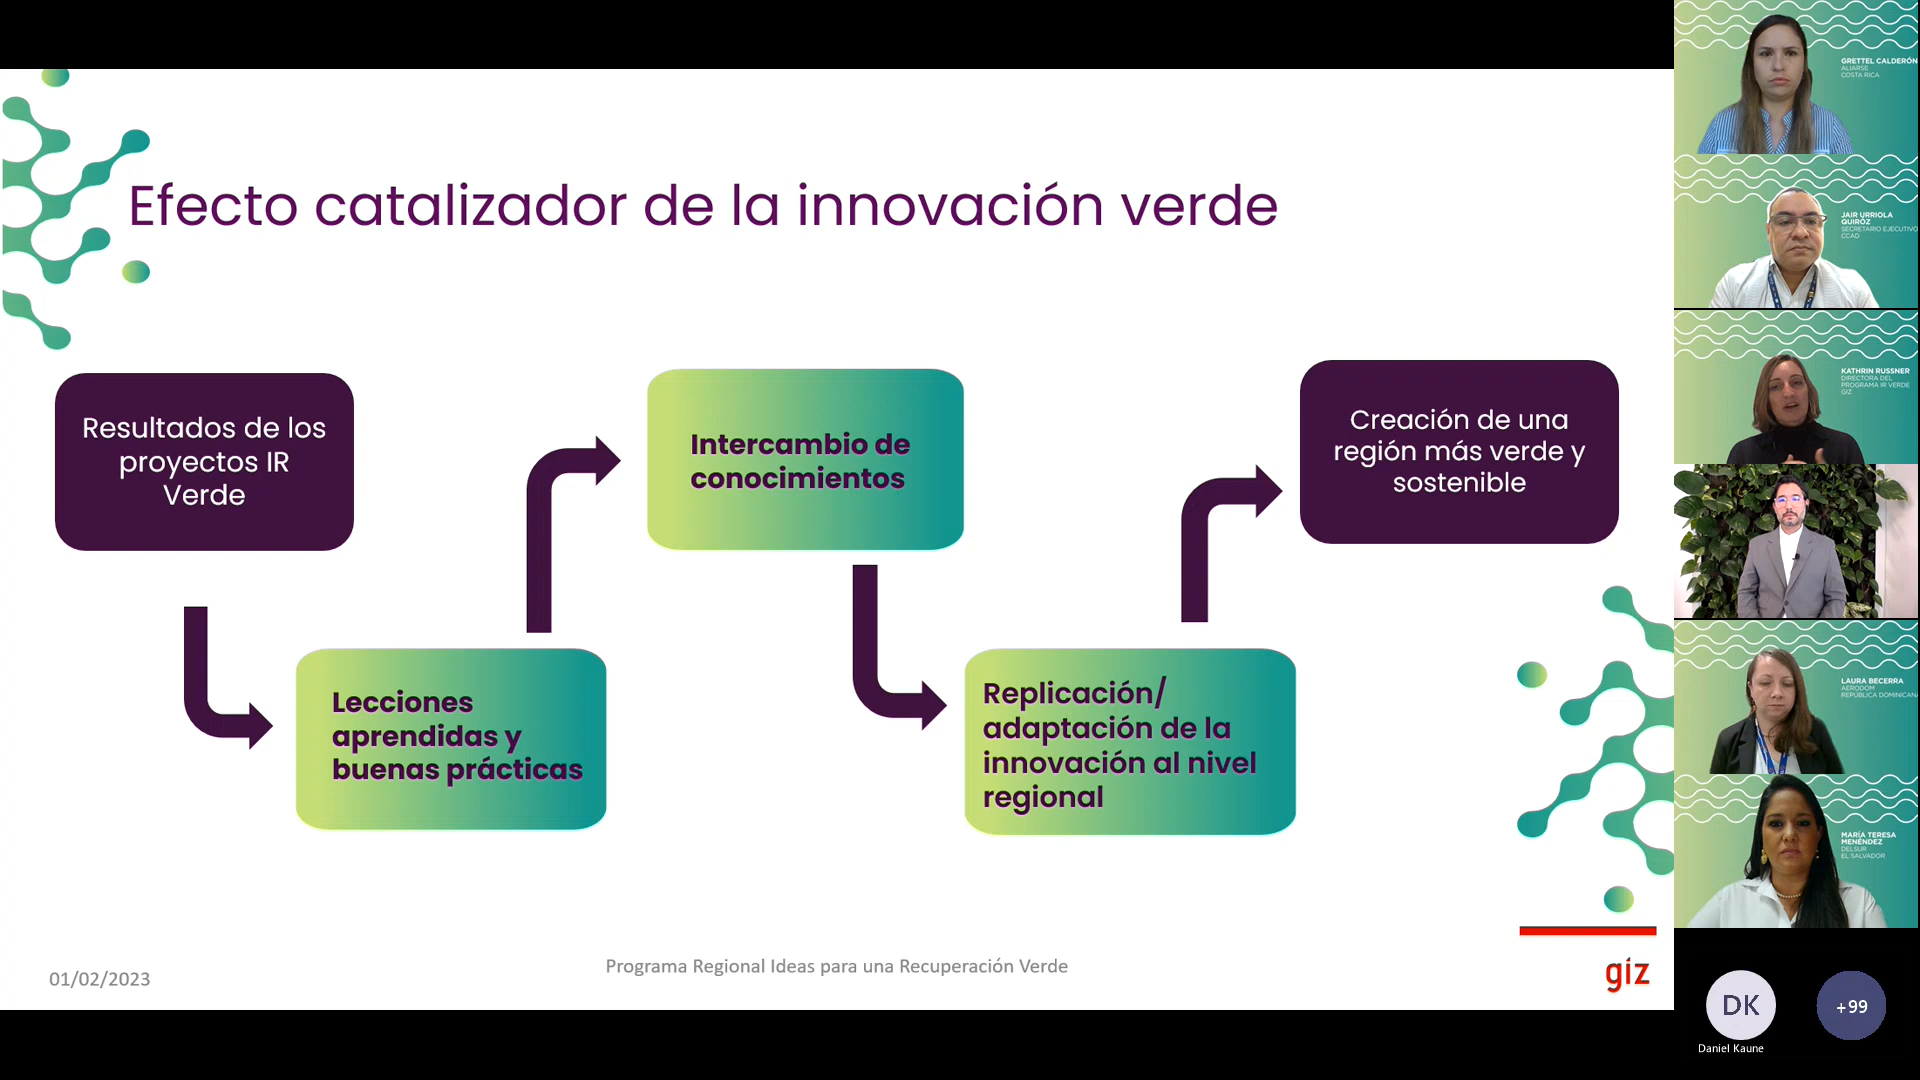 Efecto catalizador de la innovación verde
Resultados de los
proyectos IR
Verde
Lecciones
aprendidas y
buenas prácticas
Intercambio de
conocimientos
Replicación/
adaptación de la
innovación al nivel
regional
Creación de una
región más verde y
sostenible
01/02/2023
Programa Regional Ideas para una Recuperación Verde
giz
GRETTEL CALDERÓN
ALIARSE
COSTA RICA
JAIR URRIOLA
QUIRÓZ
SECRETARIO EJECUTIVO
CCAD
KATHRIN RUSSNER
DIRECTORA DEL
PROGRAMA IR VERDE
GIZ
LAURA BECERRA
AERODOM
REPÚBLICA DOMINICANA
MARÍA TERESA
MENÉNDEZ
DELSUR
EL SALVADOR
DK
Daniel Kaune
+99